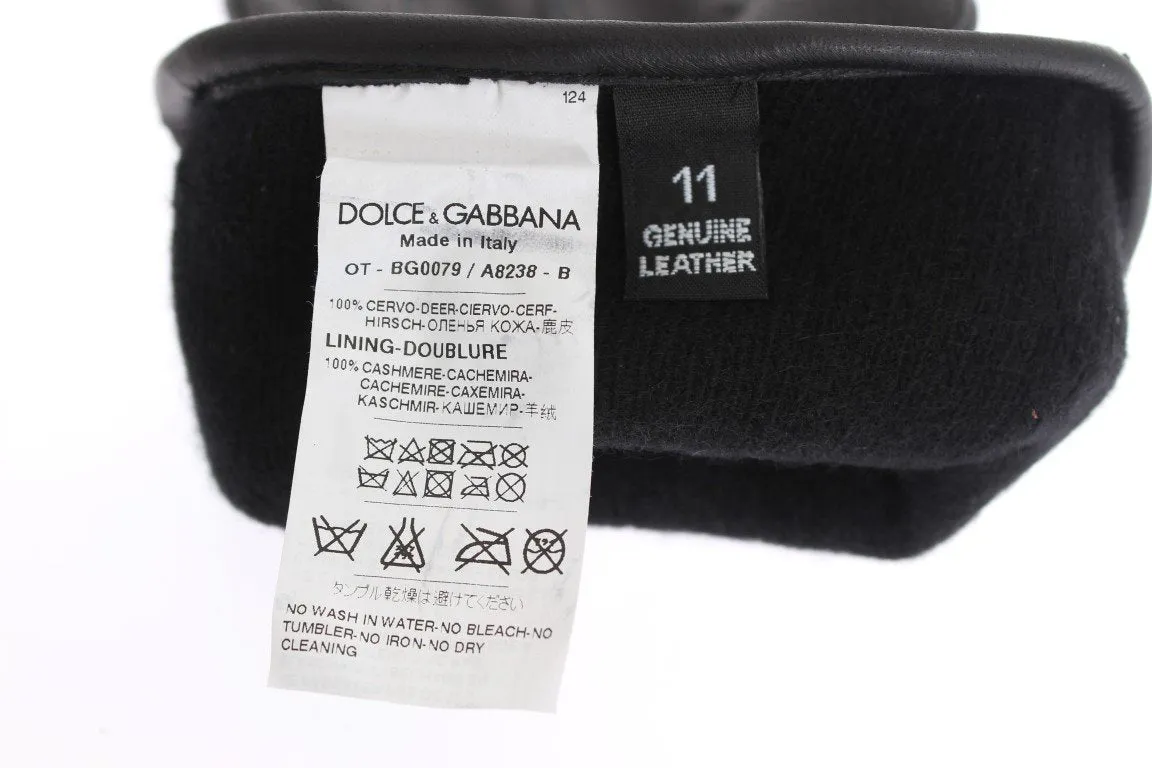 124
DOLCE & GABBANA
Made in Italy
OT - BG0079 / A8238 - B
100% CERVO-DEER-CIERVO-CERF-
HIRSCH-ОЛЕНЬЯ КОЖА-鹿皮
LINING-DOUBLURE
100% CASHMERE-CACHEMIRA-
CACHEMIRE-CAXEMIRA-
KASCHMIR-КАШЕМИР-羊绒
タンブル乾燥は避けてください
NO WASH IN WATER-NO BLEACH-NO
TUMBLER-NO IRON-NO DRY
CLEANING
11
GENUINE
LEATHER